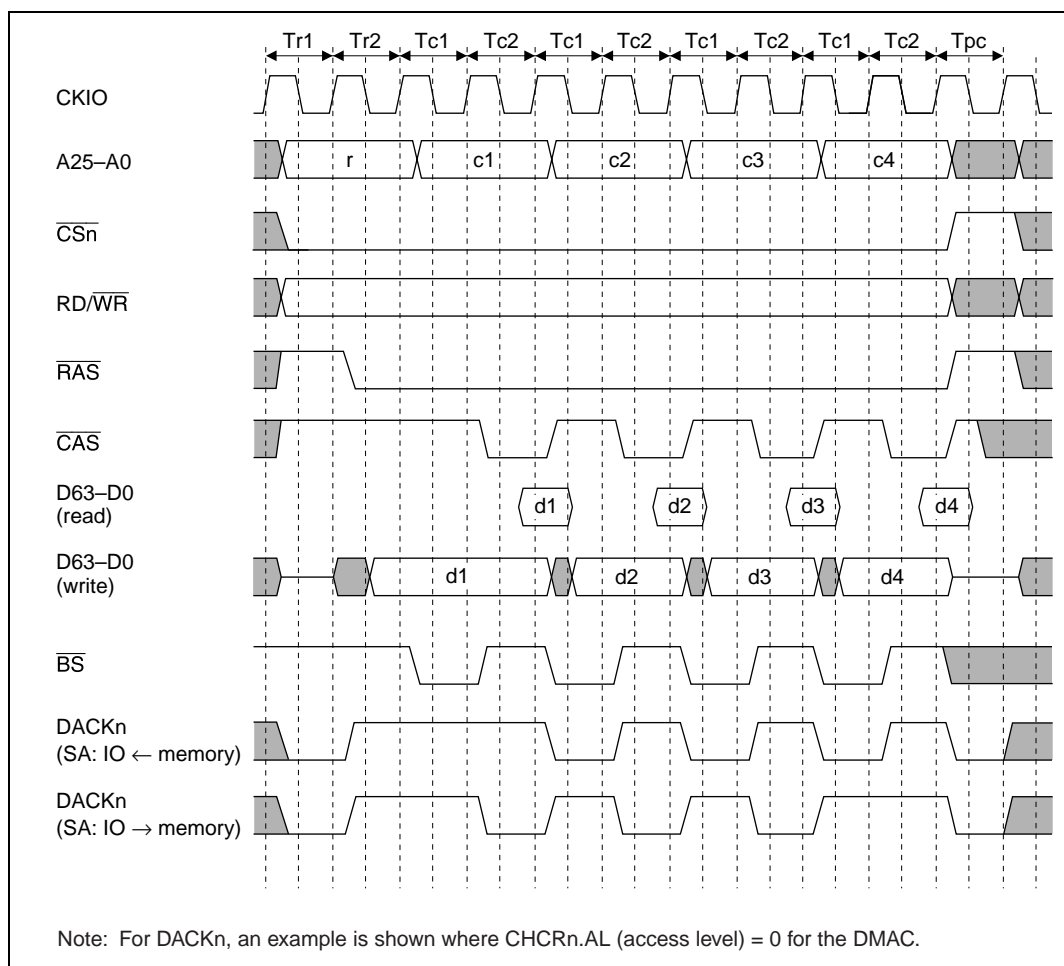 Tr1 Tr2 Tc1 Tc2 Tc1 Tc2 Tc1 Tc2 Tc1 Tc2 Tpc
CKIO
A25–A0 r c1 c2 c3 c4
CSn
RD/WR
RAS
CAS
D63–D0
(read) d1 d2 d3 d4
D63–D0
(write) d1 d2 d3 d4
BS
DACKn
(SA: IO ← memory)
DACKn
(SA: IO → memory)
Note: For DACKn, an example is shown where CHCRn.AL (access level) = 0 for the DMAC.